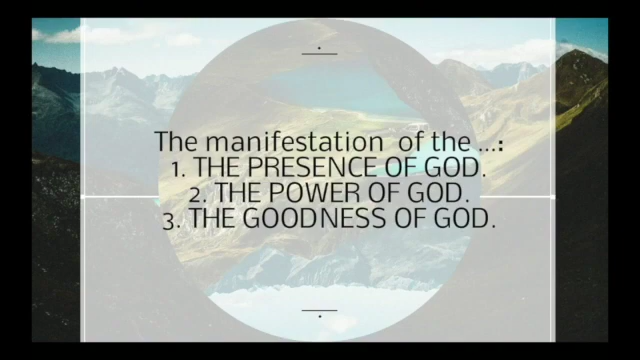 The manifestation of the ...:
1. THE PRESENCE OF GOD.
2. THE POWER OF GOD.
3. THE GOODNESS OF GOD.